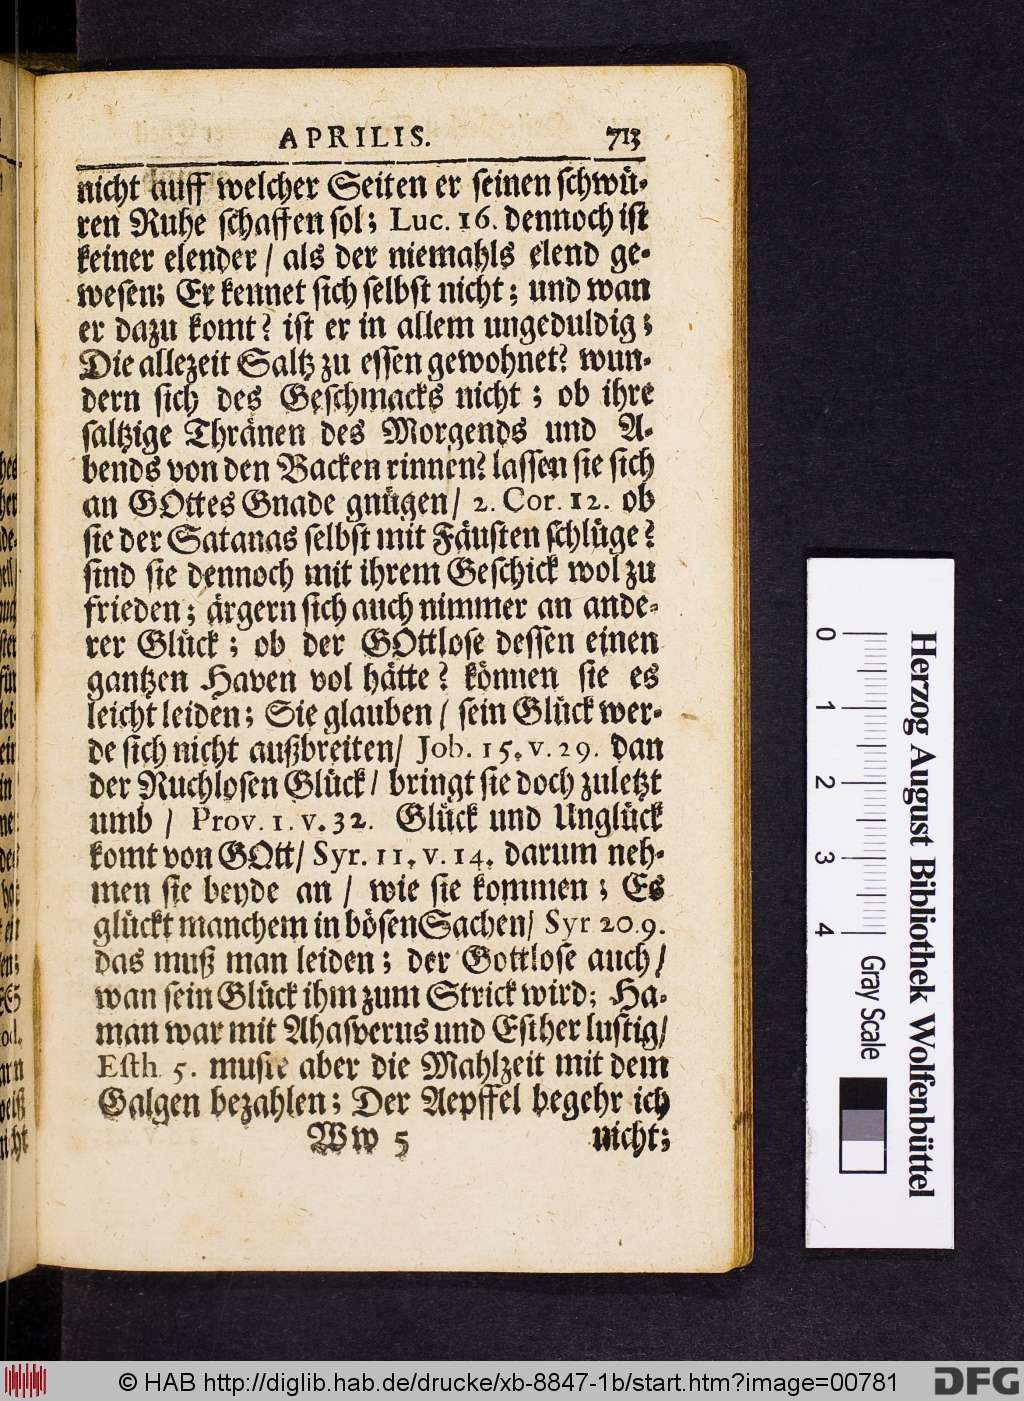 APRILIS. 713
nicht auff welcher Seiten er seinen schwü-
ren Ruhe schaffen sol; Luc. 16. dennoch ist
keiner elender / als der niemahls elend ge-
wesen; Er kennet sich selbst nicht; und wan
er dazu komt? ist er in allem ungeduldig;
Die allezeit Saltz zu essen gewohnet? wun-
dern sich des Geschmacks nicht; ob ihre
saltzige Thränen des Morgends und A-
bends von den Backen rinnen? lassen sie sich
an GOttes Gnade gnügen / 2. Cor. 12. ob
sie der Satanas selbst mit Fäusten schlüge?
sind sie dennoch mit ihrem Geschick wol zu
frieden; ärgern sich auch nimmer an ande-
rer Glück; ob der GOttlose dessen einen
gantzen Haven vol hätte? können sie es
leicht leiden; Sie glauben / sein Glück wer-
de sich nicht außbreiten / Job. 15. v. 29. dan
der Ruchlosen Glück / bringt sie doch zuletzt
umb / Prov. 1. v. 32. Glück und Unglück
komt von GOtt / Syr. 11. v. 14. darum neh-
men sie beyde an / wie sie kommen; Es
glückt manchem in bösen Sachen / Syr 20.9.
das muß man leiden; der Gottlose auch /
wan sein Glück ihm zum Strick wird; Ha-
man war mit Ahasverus und Esther lustig /
Esth. 5. muste aber die Mahlzeit mit dem
Galgen bezahlen; Der Aepffel begehr ich
Ww 5 nicht;
0 1 2 3 4 Gray Scale
Herzog August Bibliothek Wolfenbüttel
© HAB http://diglib.hab.de/drucke/xb-8847-1b/start.htm?image=00781 DFG